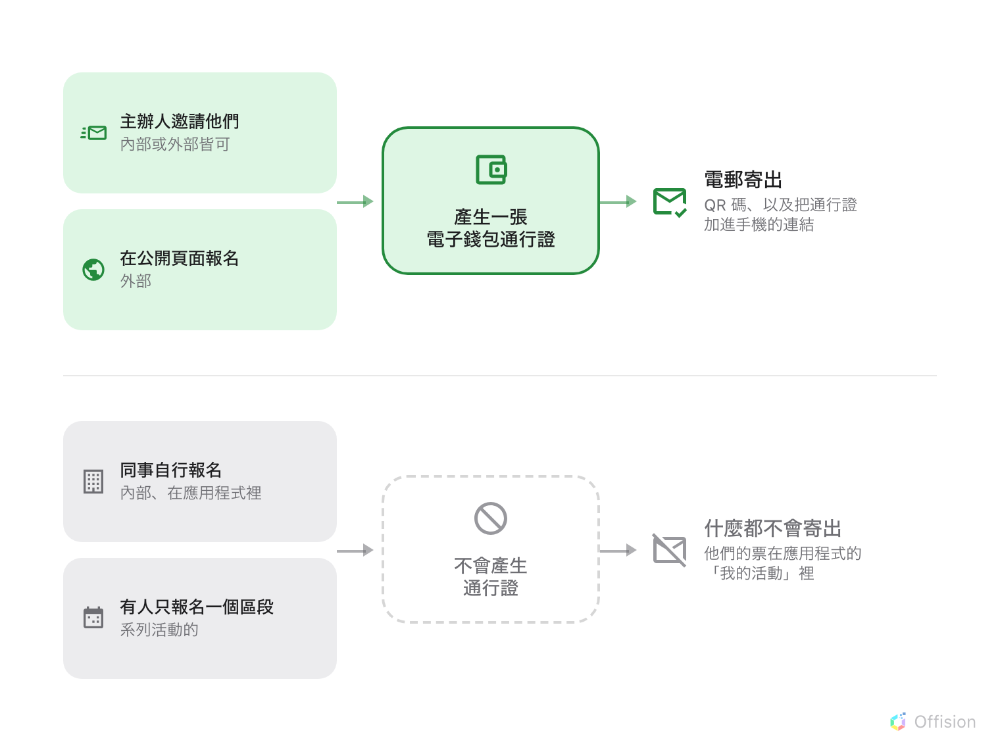 主辦人邀請他們
內部或外部皆可
在公開頁面報名
外部
產生一張
電子錢包通行證
電郵寄出
QR 碼、以及把通行證
加進手機的連結
同事自行報名
內部、在應用程式裡
有人只報名一個區段
系列活動的
不會產生
通行證
什麼都不會寄出
他們的票在應用程式的
「我的活動」裡
Offision